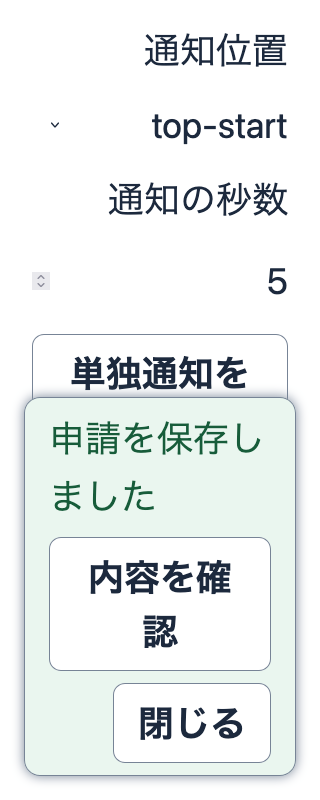 通知位置
top-start
通知の秒数
5
単独通知を
申請を保存し
ました
内容を確
認
閉じる